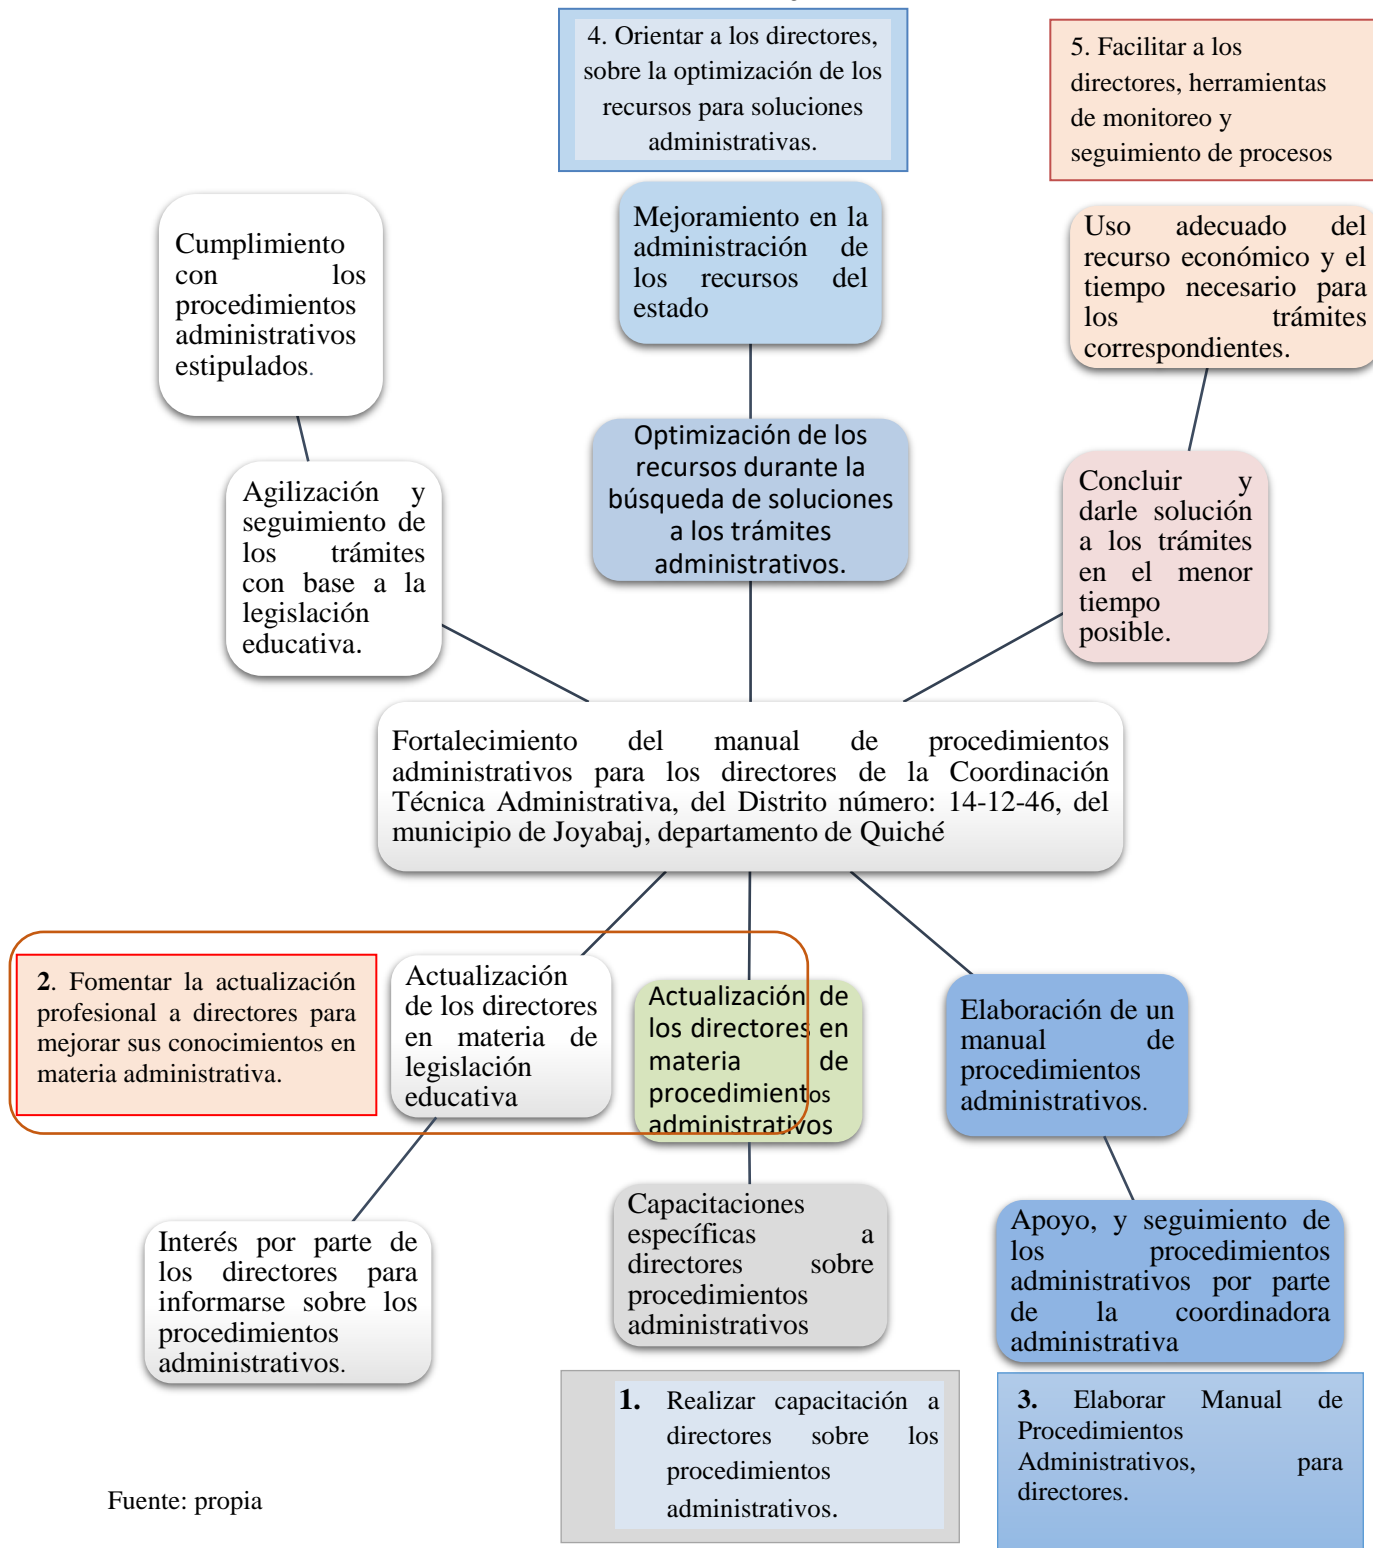 4. Orientar a los directores,
sobre la optimización de los
recursos para soluciones
administrativas.
5. Facilitar a los
directores, herramientas
de monitoreo y
seguimiento de procesos
Cumplimiento
con los
procedimientos
administrativos
estipulados.
Mejoramiento en la
administración de
los recursos del
estado
Uso adecuado del
recurso económico y el
tiempo necesario para
los trámites
correspondientes.
Agilización y
seguimiento de
los trámites
con base a la
legislación
educativa.
Optimización de los
recursos durante la
búsqueda de soluciones
a los trámites
administrativos.
Concluir y
darle solución
a los trámites
en el menor
tiempo
posible.
Fortalecimiento del manual de procedimientos
administrativos para los directores de la Coordinación
Técnica Administrativa, del Distrito número: 14-12-46, del
municipio de Joyabaj, departamento de Quiché
2. Fomentar la actualización
profesional a directores para
mejorar sus conocimientos en
materia administrativa.
Actualización
de los directores
en materia de
legislación
educativa
Actualización de
los directores en
materia de
procedimientos
administrativos
Elaboración de un
manual de
procedimientos
administrativos.
Interés por parte de
los directores para
informarse sobre los
procedimientos
administrativos.
Capacitaciones
específicas a
directores sobre
procedimientos
administrativos
Apoyo, y seguimiento de
los procedimientos
administrativos por parte
de la coordinadora
administrativa
1. Realizar capacitación a
directores sobre los
procedimientos
administrativos.
3. Elaborar Manual de
Procedimientos
Administrativos, para
directores.
Fuente: propia